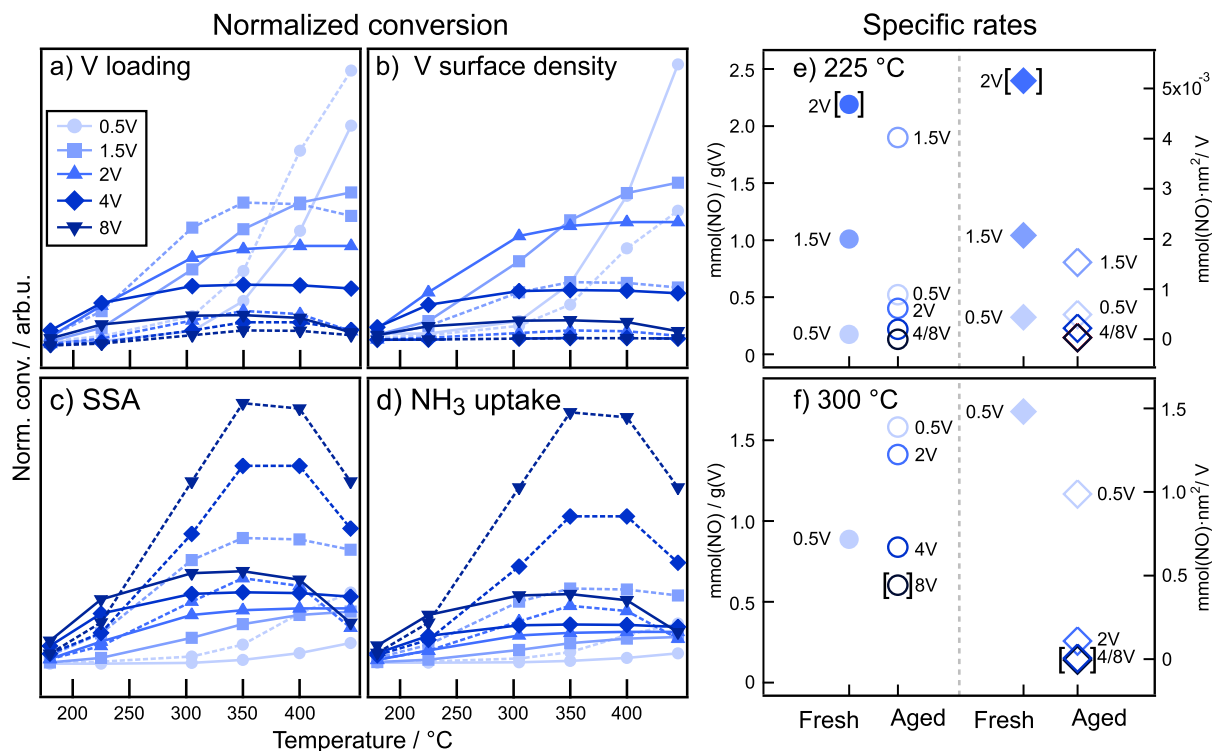 Normalized conversion
Specific rates
a) V loading
0.5V
1.5V
2V
4V
8V
b) V surface density
c) SSA
d) NH₃ uptake
Norm. conv. / arb.u.
200 250 300 350 400
200 250 300 350 400
Temperature / °C
e) 225 °C
2.5
2.0
1.5
1.0
0.5
0
mmol(NO) / g(V)
2V[ ]
1.5V
0.5V
1.5V
0.5V
2V
4/8V
2V[ ]
1.5V
0.5V
1.5V
0.5V
4/8V
5x10⁻³
4
3
2
1
0
mmol(NO)·nm²/ V
f) 300 °C
1.5
1.0
0.5
0
mmol(NO) / g(V)
0.5V
0.5V
2V
4V
[ ]8V
0.5V
0.5V
2V
[ ]4/8V
1.5
1.0
0.5
0
mmol(NO)·nm²/ V
Fresh Aged Fresh Aged